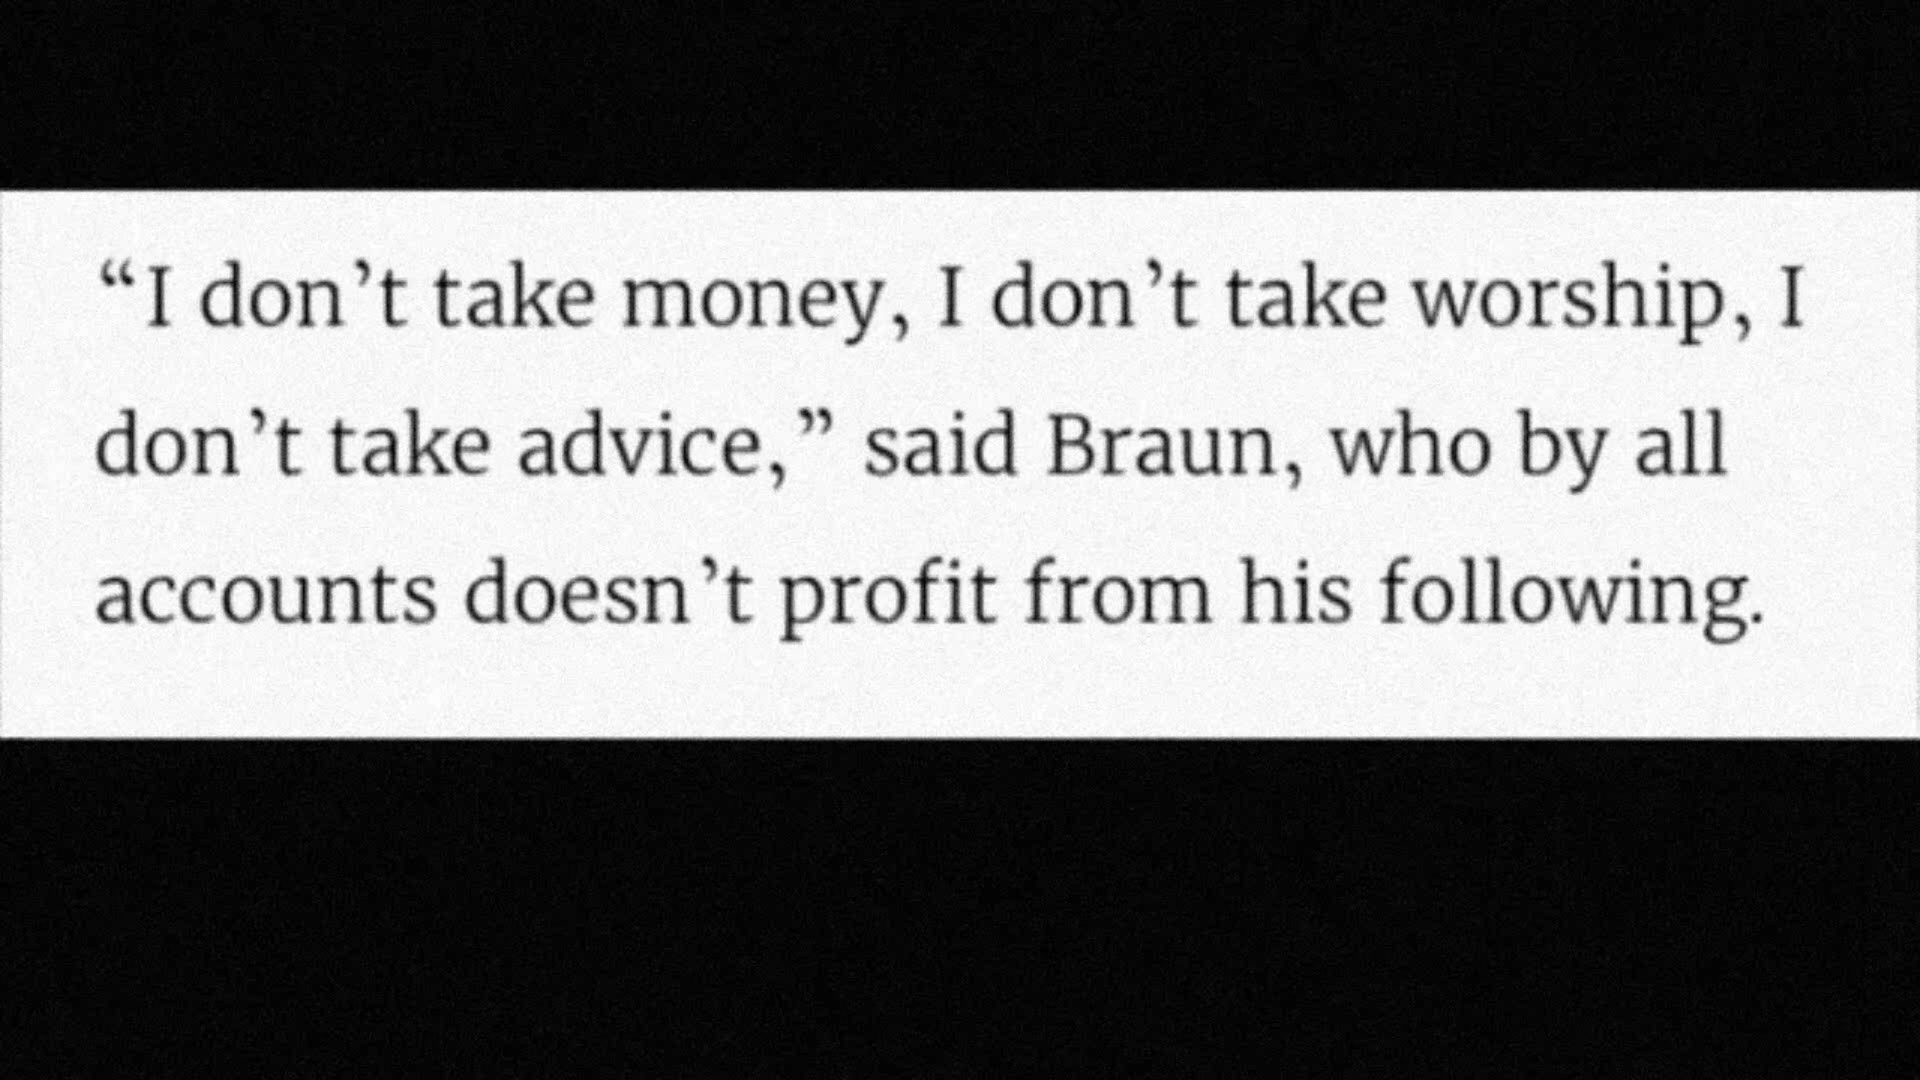 “I don’t take money, I don’t take worship, I
don’t take advice,” said Braun, who by all
accounts doesn’t profit from his following.